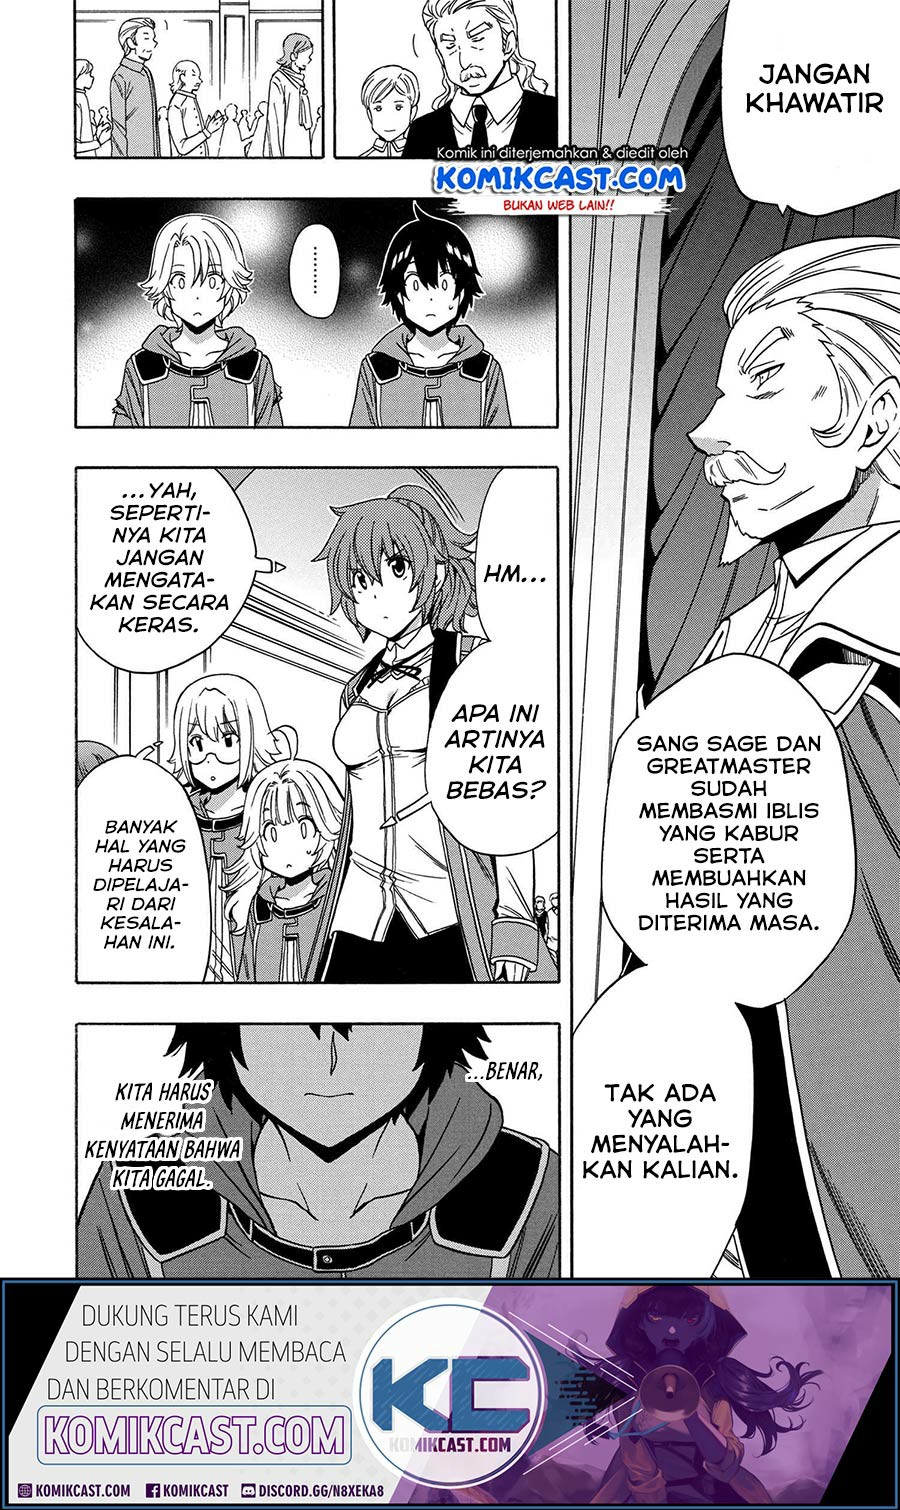 JANGAN
KHAWATIR
Komik ini diterjemahkan & diedit oleh
KOMIKCAST.COM
BUKAN WEB LAIN!!
SANG SAGE DAN
GREATMASTER
SUDAH
MEMBASMI IBLIS
YANG KABUR
SERTA
MEMBUAHKAN
HASIL YANG
DITERIMA MASA.
TAK ADA
YANG
MENYALAH-
KAN KALIAN.
.........
HM...
APA INI
ARTINYA
KITA
BEBAS?
...YAH,
SEPERTI-
NYA KITA
JANGAN
MENGATA-
KAN SECARA
KERAS.
BANYAK
HAL YANG
HARUS
DIPELAJA-
RI DARI
KESALA-
HAN INI.
...BENAR,
KITA HARUS
MENERIMA
KENYATAAN BAHWA
KITA GAGAL.
DUKUNG TERUS KAMI
DENGAN SELALU MEMBACA
DAN BERKOMENTAR DI
KOMIKCAST.COM
KOMIKCAST.COM KOMIKCAST DISCORD.GG/N8XEKA8
KC
KOMIKCAST.COM